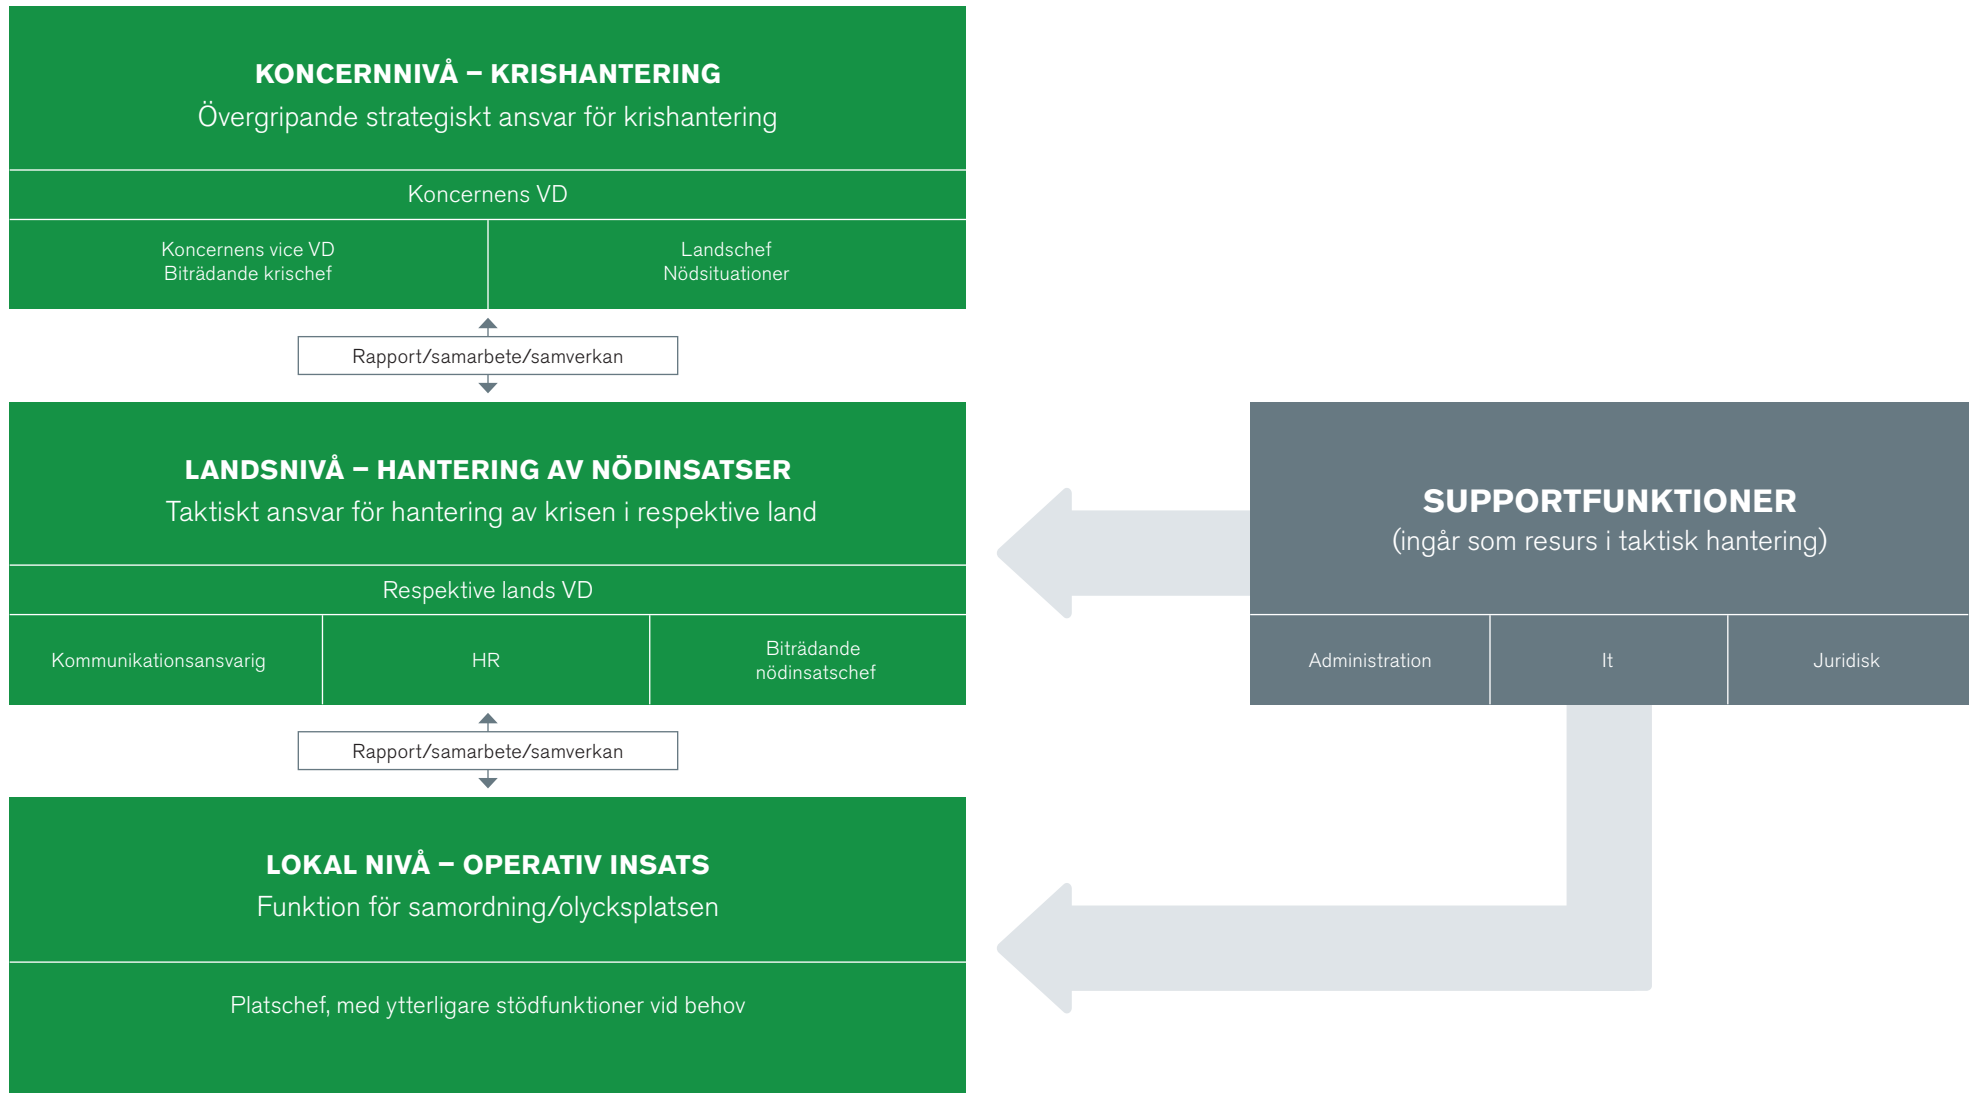 KONCERNNIVÅ – KRISHANTERING
Övergripande strategiskt ansvar för krishantering
Koncernens VD
Koncernens vice VD
Biträdande krischef
Landschef
Nödsituationer
Rapport/samarbete/samverkan
LANDSNIVÅ – HANTERING AV NÖDINSATSER
Taktiskt ansvar för hantering av krisen i respektive land
Respektive lands VD
Kommunikationsansvarig
HR
Biträdande
nödinsatschef
SUPPORTFUNKTIONER
(ingår som resurs i taktisk hantering)
Administration
It
Juridisk
Rapport/samarbete/samverkan
LOKAL NIVÅ – OPERATIV INSATS
Funktion för samordning/olycksplatsen
Platschef, med ytterligare stödfunktioner vid behov